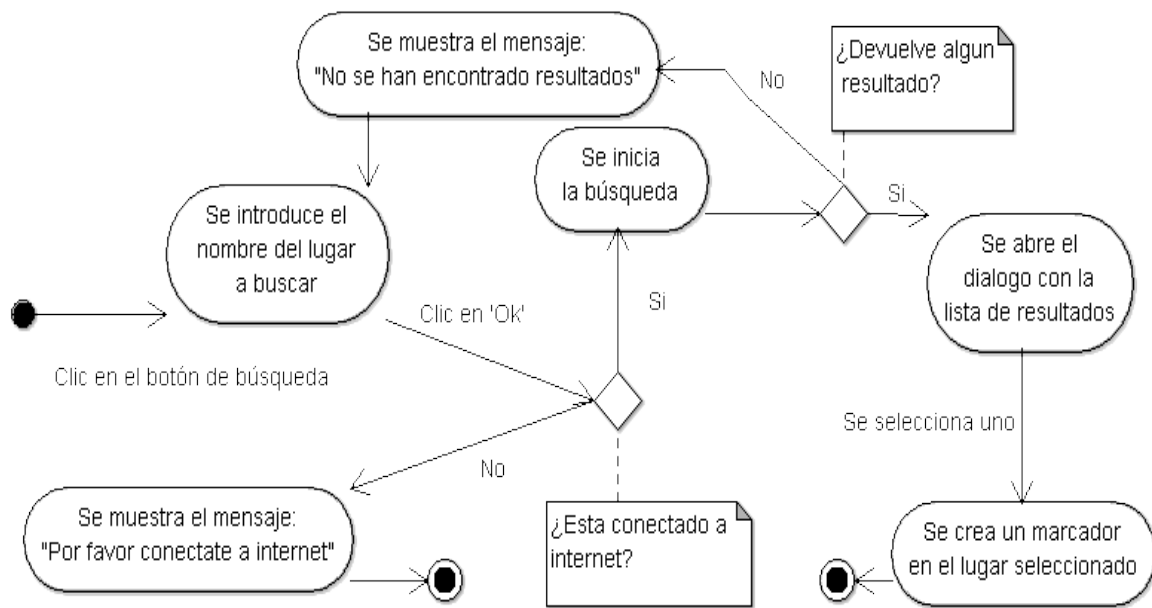 Se muestra el mensaje:
"No se han encontrado resultados"
¿Devuelve algun
resultado?
No
Se inicia
la búsqueda
Si
Se introduce el
nombre del lugar
a buscar
Se abre el
dialogo con la
lista de resultados
Clic en 'Ok'
Si
Clic en el botón de búsqueda
Se selecciona uno
No
Se muestra el mensaje:
"Por favor conectate a internet"
¿Esta conectado a
internet?
Se crea un marcador
en el lugar seleccionado